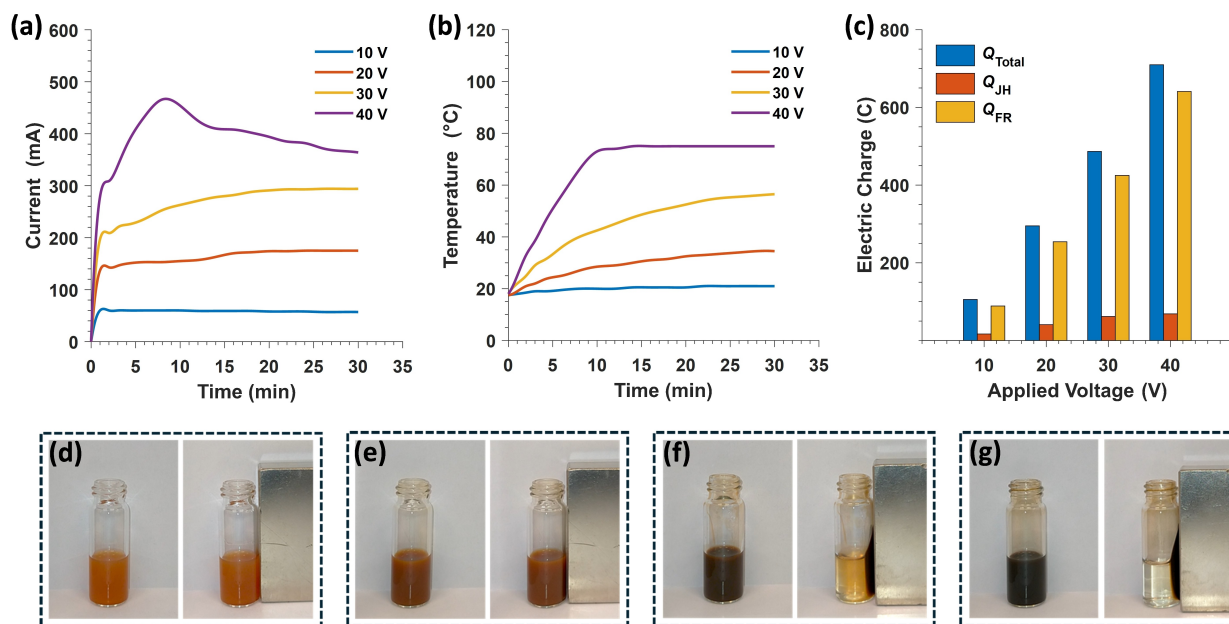 (a)
600
500
400
300
200
100
0
Current (mA)
0 5 10 15 20 25 30 35
Time (min)
10 V
20 V
30 V
40 V
(b)
120
100
80
60
40
20
0
Temperature (°C)
0 5 10 15 20 25 30 35
Time (min)
10 V
20 V
30 V
40 V
(c)
800
600
400
200
Electric Charge (C)
10 20 30 40
Applied Voltage (V)
QTotal
QJH
QFR
(d)
(e)
(f)
(g)